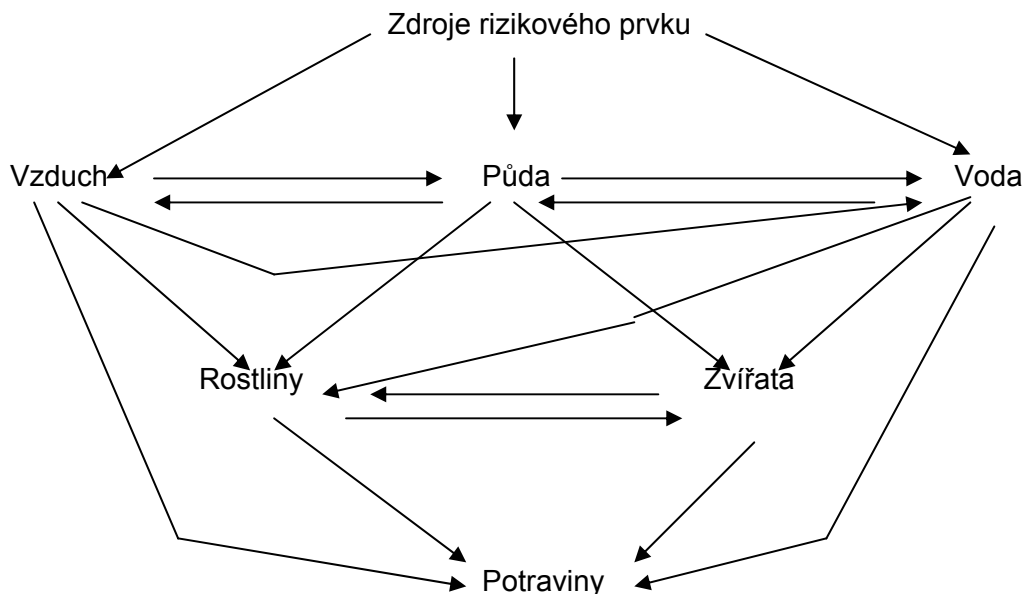 Zdroje rizikového prvku
Vzduch Půda Voda
Rostliny Zvířata
Potraviny